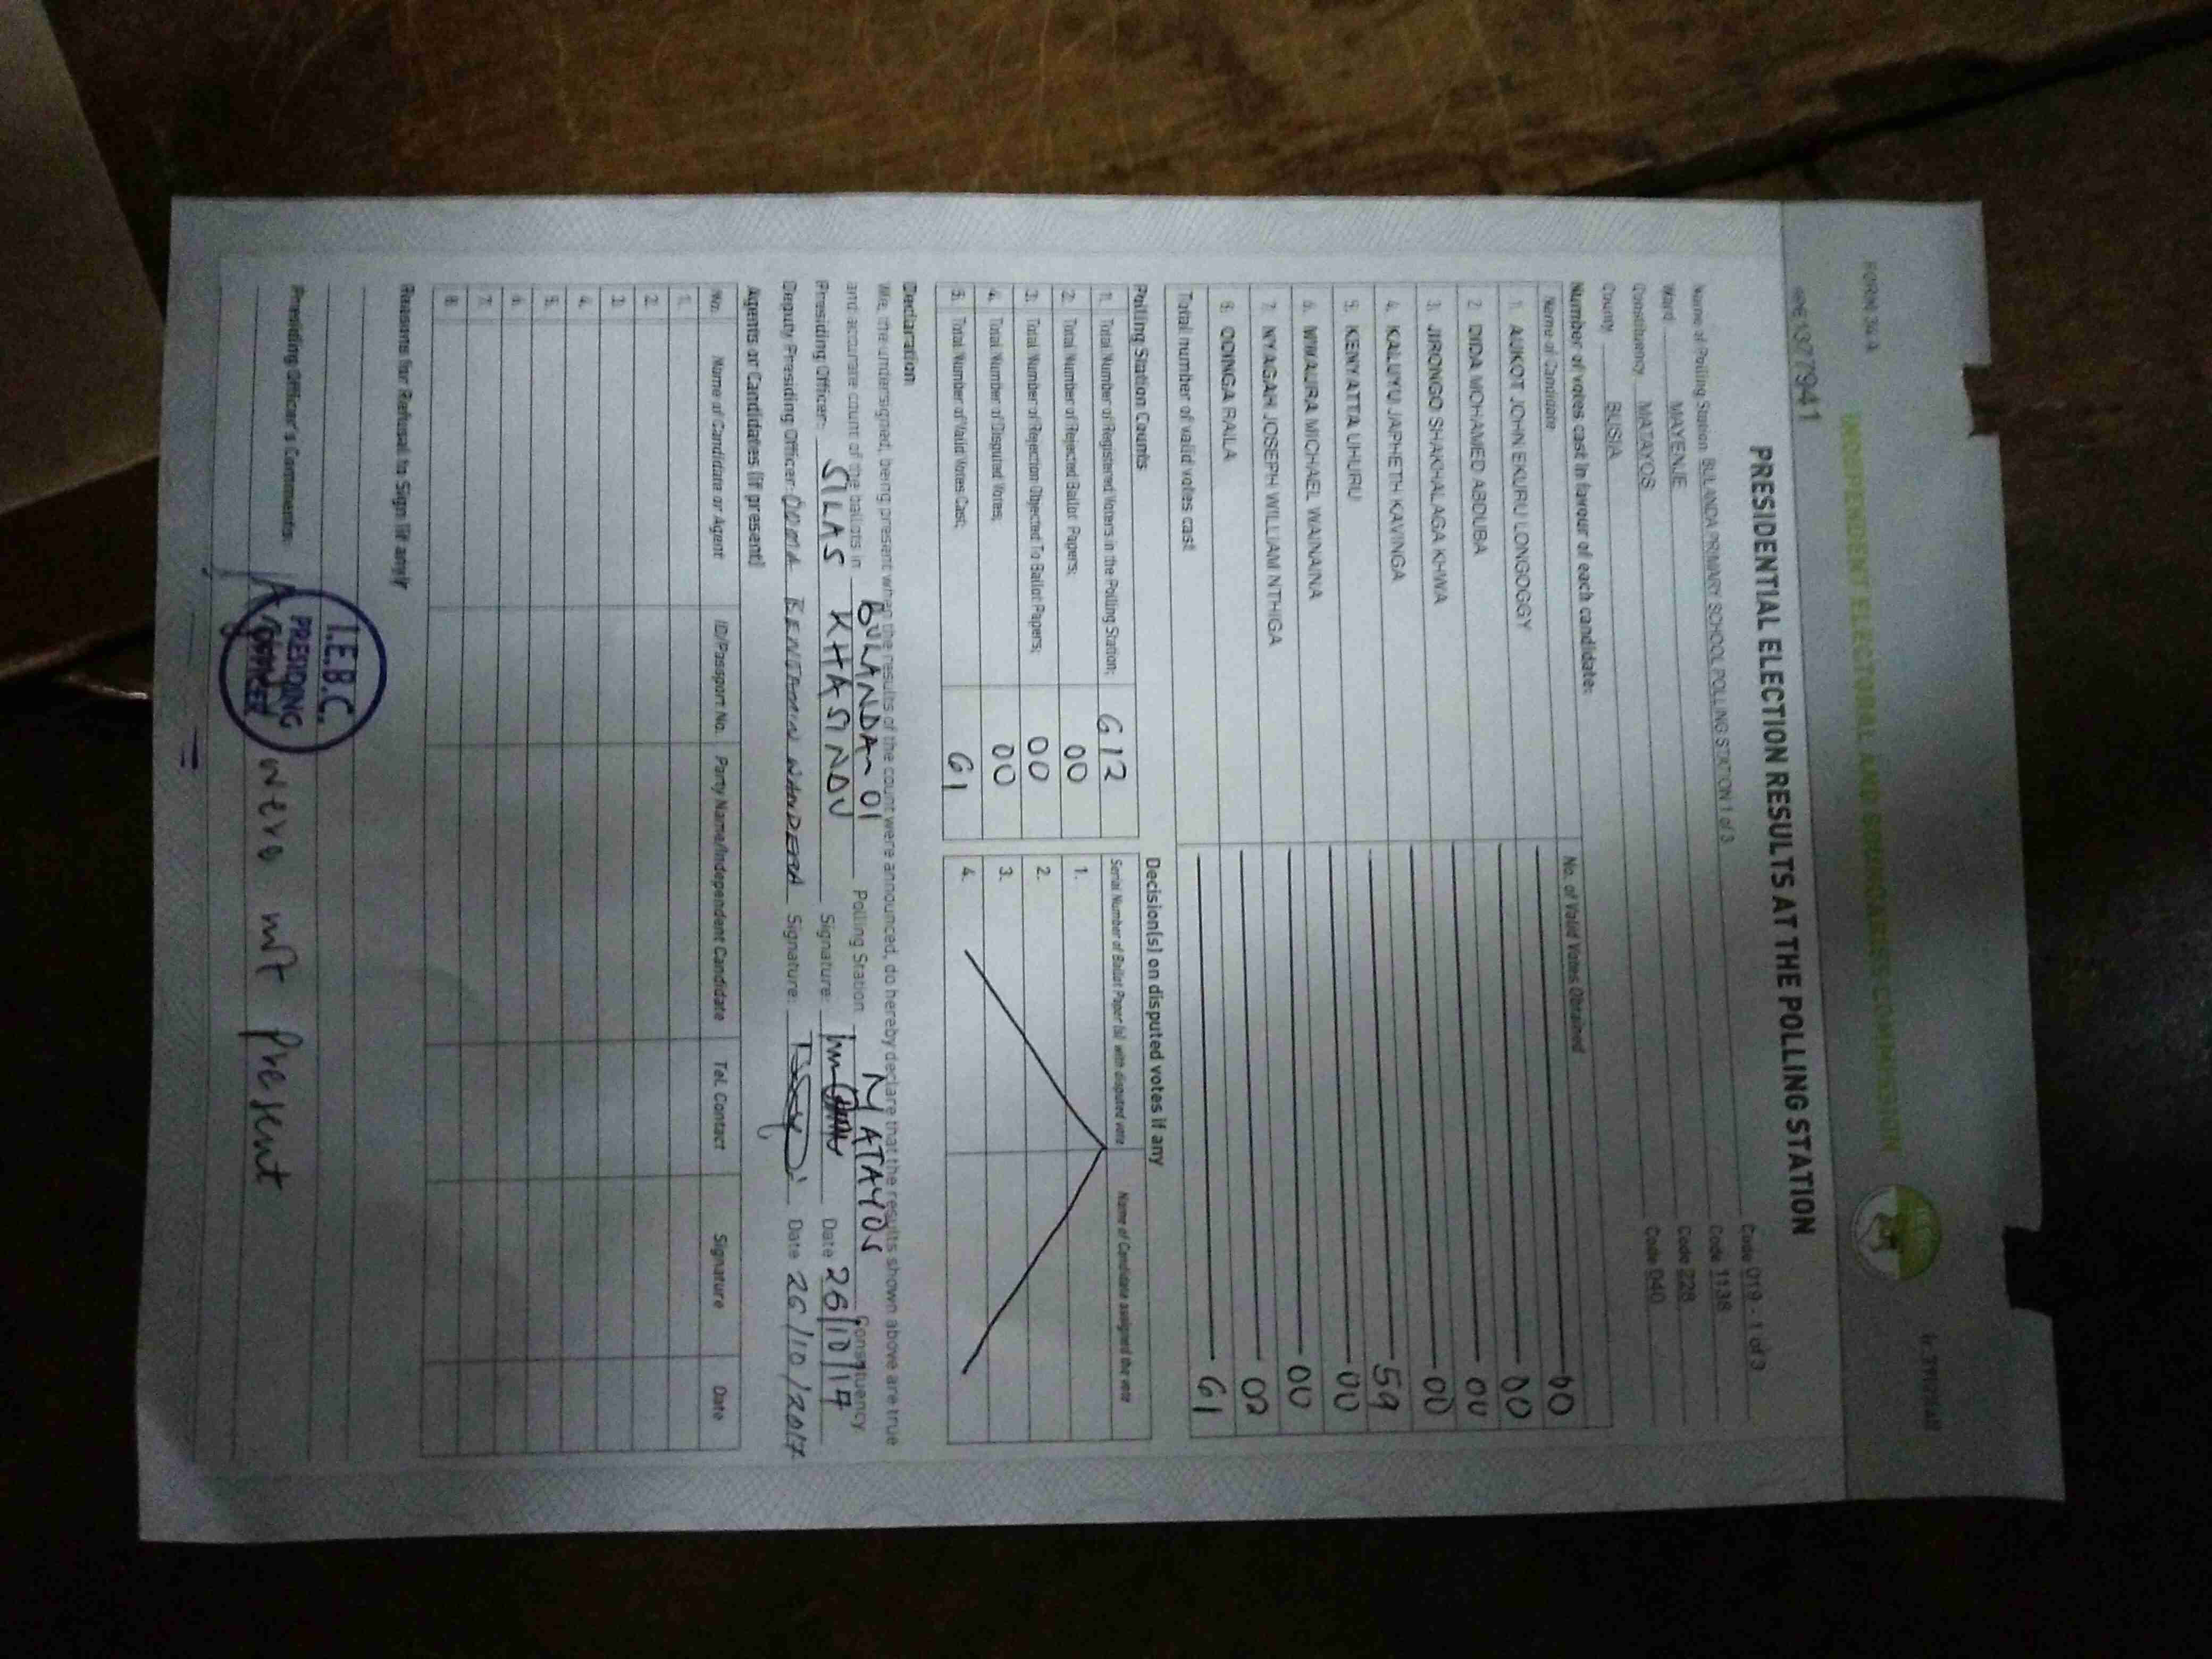 FORM 34A
INDEPENDENT ELECTORAL AND BOUNDARIES COMMISSION
1377941
PRESIDENTIAL ELECTION RESULTS AT THE POLLING STATION
Name of Polling Station BULANDA PRIMARY SCHOOL POLLING STATION 1 of 3 Code 019 - 1 of 3
Ward MAYENJE Code 1138
Constituency MATAYOS Code 228
County BUSIA Code 040
Number of votes cast in favour of each candidate:
Name of Candidate No. of Valid Votes Obtained
1. AUKOT JOHN EKURU LONGOGGY 00
2. DIDA MOHAMED ABDUBA 00
3. JIRONGO SHAKHALAGA KHWA 00
4. KALUYU JAPHETH KAVINGA 00
5. KENYATTA UHURU 59
6. MWAURA MICHAEL WAINAINA 00
7. NYAGAH JOSEPH WILLIAM NTHIGA 00
8. ODINGA RAILA 02
Total number of valid votes cast 61
Polling Station Counts
1. Total Number of Registered Voters in the Polling Station; 612
2. Total Number of Rejected Ballot Papers; 00
3. Total Number of Rejection Objected To Ballot Papers; 00
4. Total Number of Disputed Votes; 00
5. Total Number of Valid Votes Cast; 61
Decision(s) on disputed votes if any
Serial Number of Ballot Paper (s) with disputed vote Name of Candidate assigned the vote
1.
2.
3.
4.
Declaration
We, the undersigned, being present when the results of the count were announced, do hereby declare that the results shown above are true
and accurate count of the ballots in BULANDA 01 Polling Station MATAYOS Constituency
Presiding Officer: SILAS KHASINDU Signature: Date 26/10/17
Deputy Presiding Officer: Signature: Date 26/10/2017
Agents or Candidates (if present)
No. Name of Candidate or Agent ID/Passport No. Party Name/Independent Candidate Tel. Contact Signature Date
1.
2.
3.
4.
5.
6.
7.
8.
Reasons for Refusal to Sign (if any)
Presiding Officer's Comments:
were not present
I.E.B.C.
PRESIDING
OFFICER